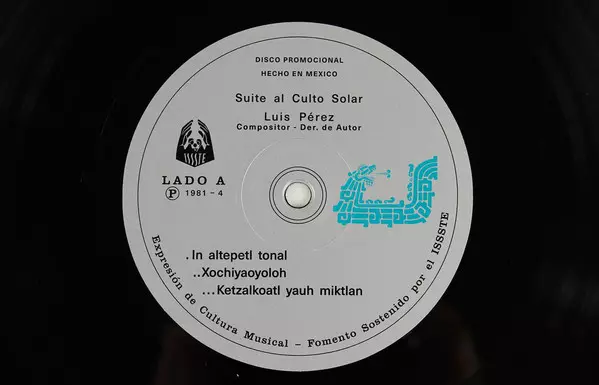 DISCO PROMOCIONAL
HECHO EN MEXICO
Suite al Culto Solar
Luis Pérez
Compositor - Der. de Autor
ISSSTE
LADO A
Ⓟ 1981-4
. In altepetl tonal
.. Xochiyaoyoloh
... Ketzalkoatl yauh miktlan
Expresión de Cultura Musical – Fomento Sostenido por el ISSSTE